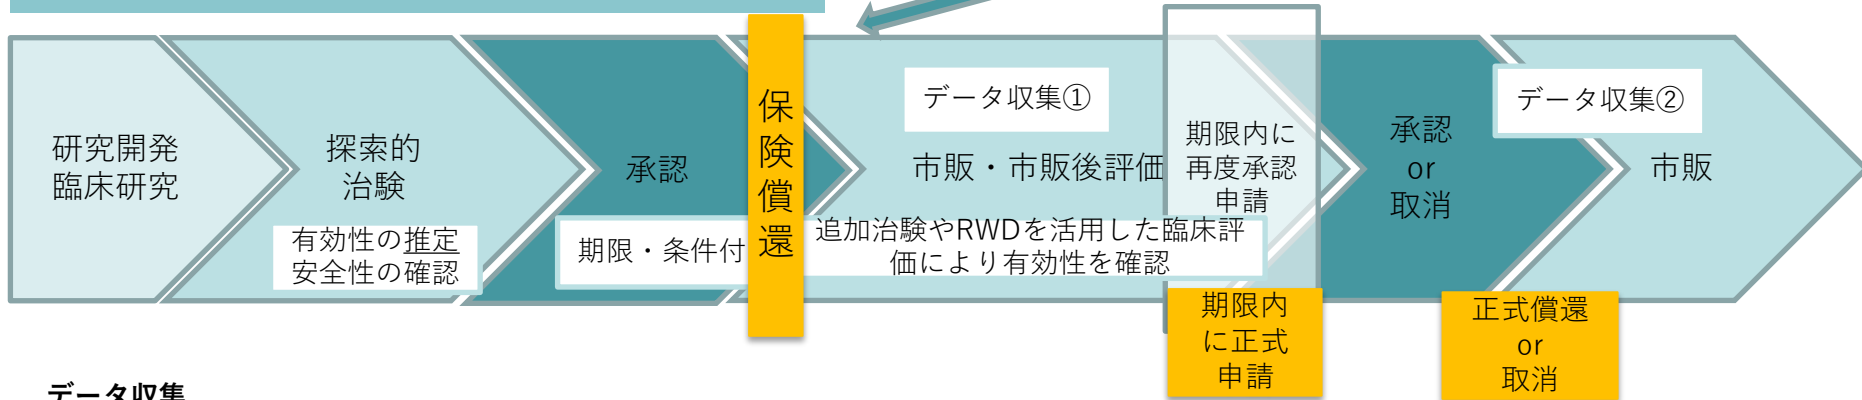 研究開発
臨床研究
探索的
治験
有効性の推定
安全性の確認
承認
期限・条件付
保
険
償
還
データ収集①
市販・市販後評価
追加治験やRWDを活用した臨床評
価により有効性を確認
期限内に
再度承認
申請
期限内
に正式
申請
承認
or
取消
正式償還
or
取消
データ収集②
市販
データ収集